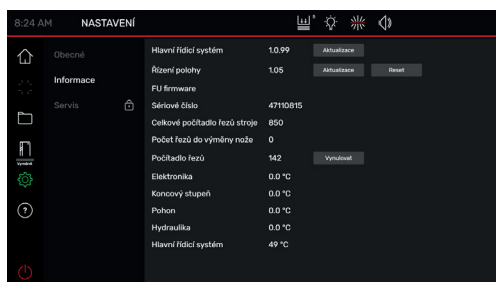 8:24 AM NASTAVENÍ
Obecné
Informace
Servis
Výměna
Hlavní řídicí systém 1.0.99 Aktualizace
Řízení polohy 1.05 Aktualizace Reset
FU firmware
Sériové číslo 47110815
Celkové počítadlo řezů stroje 850
Počet řezů do výměny nože 0
Počítadlo řezů 142 Vynulovat
Elektronika 0.0 °C
Koncový stupeň 0.0 °C
Pohon 0.0 °C
Hydraulika 0.0 °C
Hlavní řídicí systém 49 °C